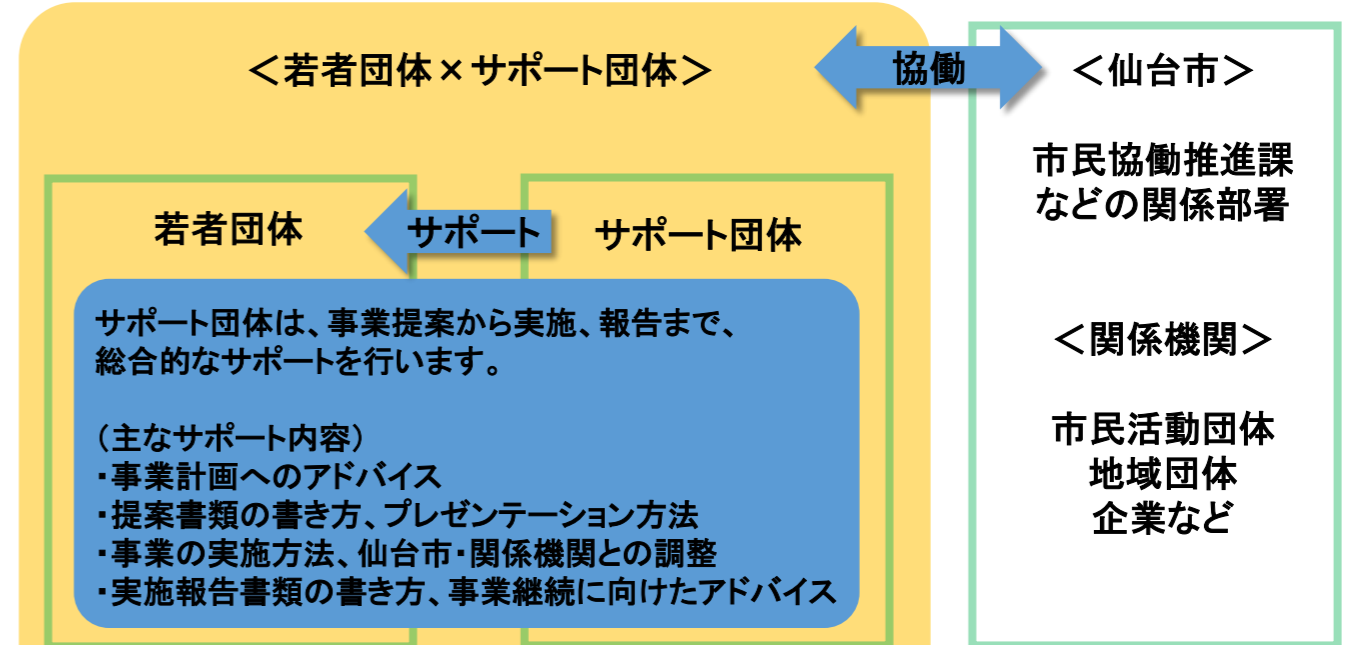 ＜若者団体×サポート団体＞
協働
＜仙台市＞
市民協働推進課
などの関係部署
若者団体
サポート
サポート団体
サポート団体は、事業提案から実施、報告まで、
総合的なサポートを行います。
（主なサポート内容）
・事業計画へのアドバイス
・提案書類の書き方、プレゼンテーション方法
・事業の実施方法、仙台市・関係機関との調整
・実施報告書類の書き方、事業継続に向けたアドバイス
＜関係機関＞
市民活動団体
地域団体
企業など